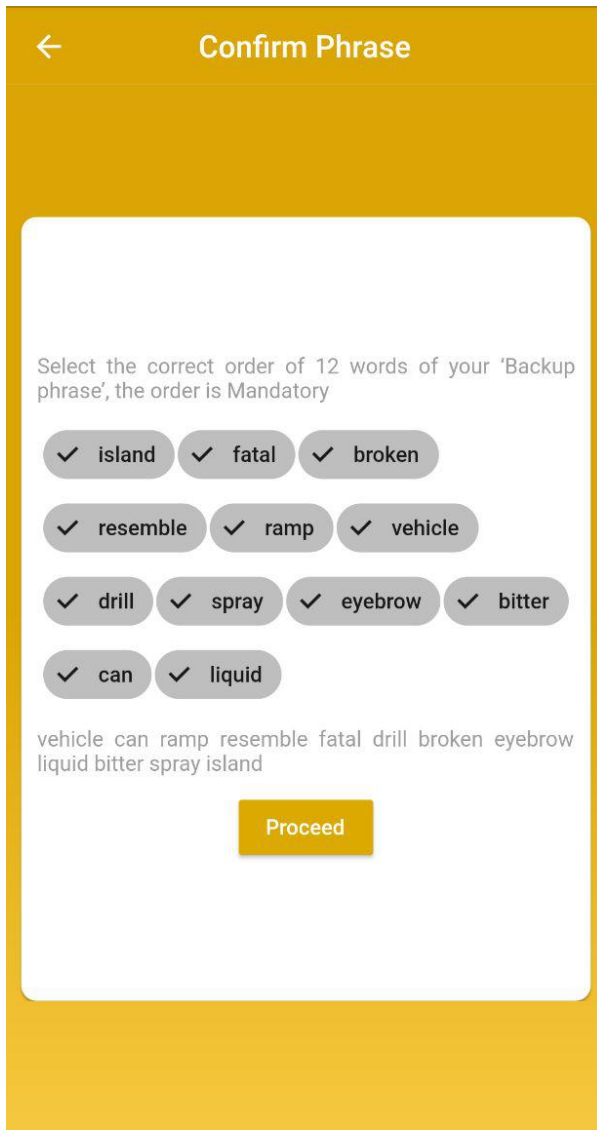 Confirm Phrase
Select the correct order of 12 words of your ‘Backup
phrase’, the order is Mandatory
island fatal broken
resemble ramp vehicle
drill spray eyebrow bitter
can liquid
vehicle can ramp resemble fatal drill broken eyebrow
liquid bitter spray island
Proceed